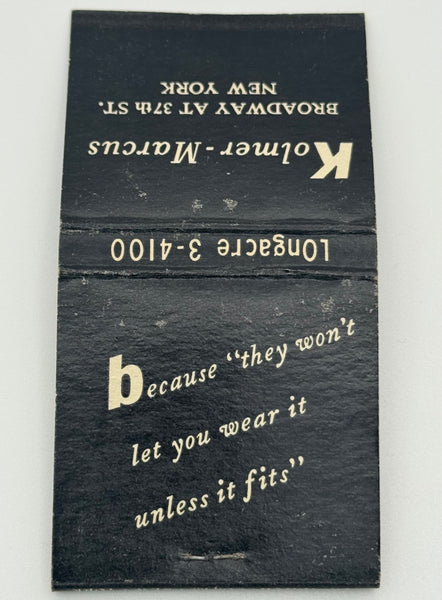 Kolmer-Marcus
BROADWAY AT 37th ST.
NEW YORK
LOngacre 3-4100
because "they won't
let you wear it
unless it fits"